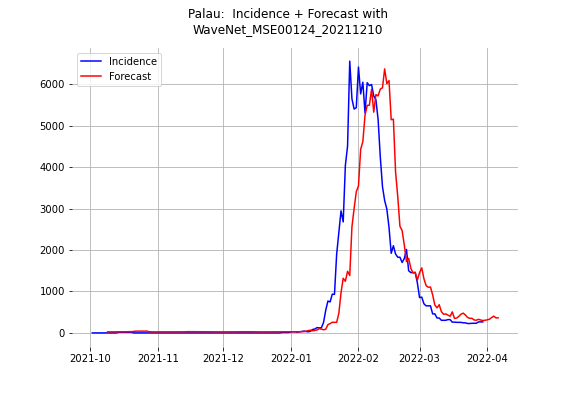 Palau:  Incidence + Forecast with
WaveNet_MSE00124_20211210
Incidence
Forecast
6000
5000
4000
3000
2000
1000
0
2021-10 2021-11 2021-12 2022-01 2022-02 2022-03 2022-04